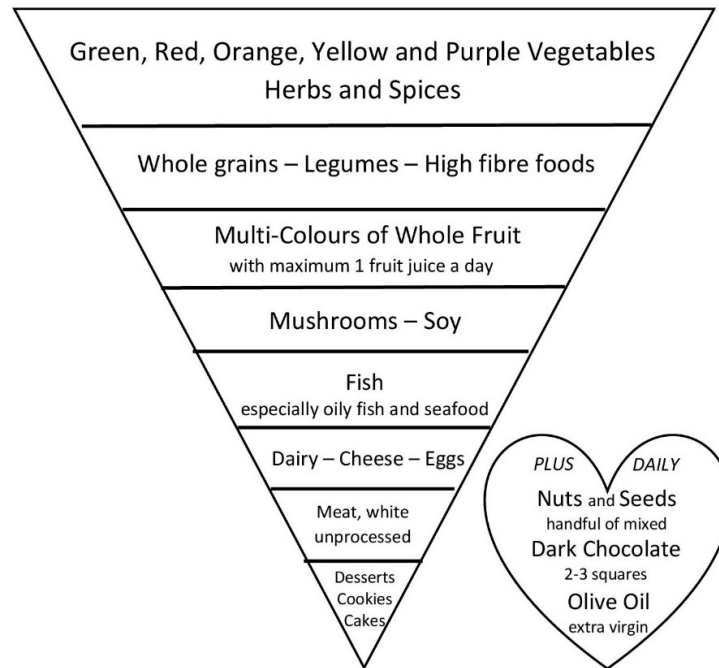 Green, Red, Orange, Yellow and Purple Vegetables
Herbs and Spices
Whole grains – Legumes – High fibre foods
Multi-Colours of Whole Fruit
with maximum 1 fruit juice a day
Mushrooms – Soy
Fish
especially oily fish and seafood
Dairy – Cheese – Eggs
Meat, white
unprocessed
Desserts
Cookies
Cakes
PLUS DAILY
Nuts and Seeds
handful of mixed
Dark Chocolate
2-3 squares
Olive Oil
extra virgin